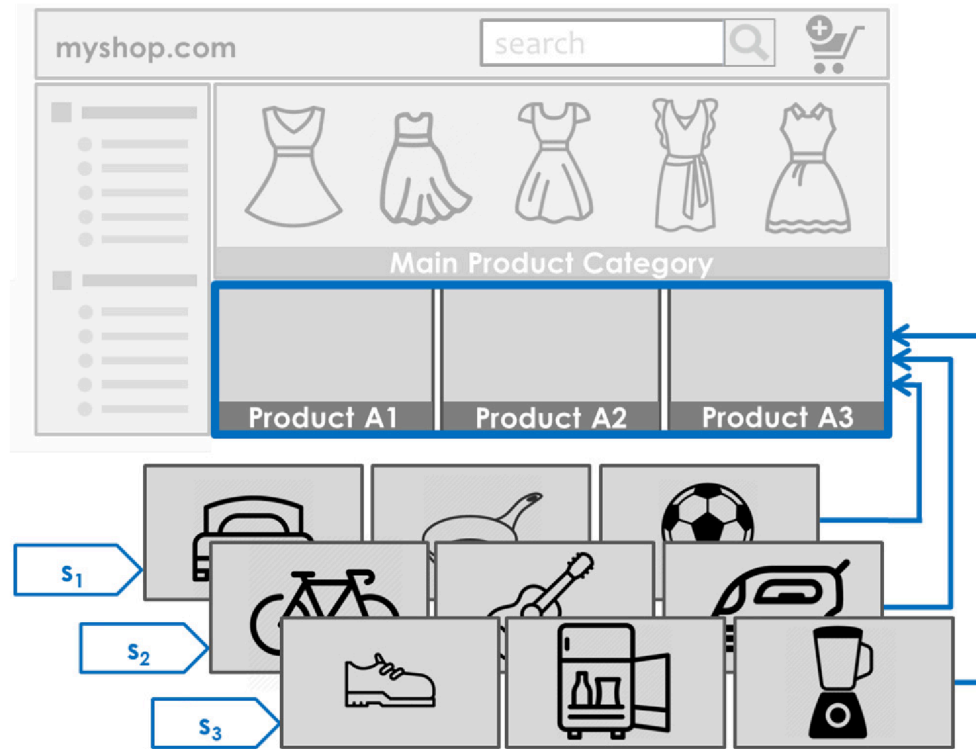 myshop.com
search
Main Product Category
Product A1
Product A2
Product A3
s₁
s₂
s₃